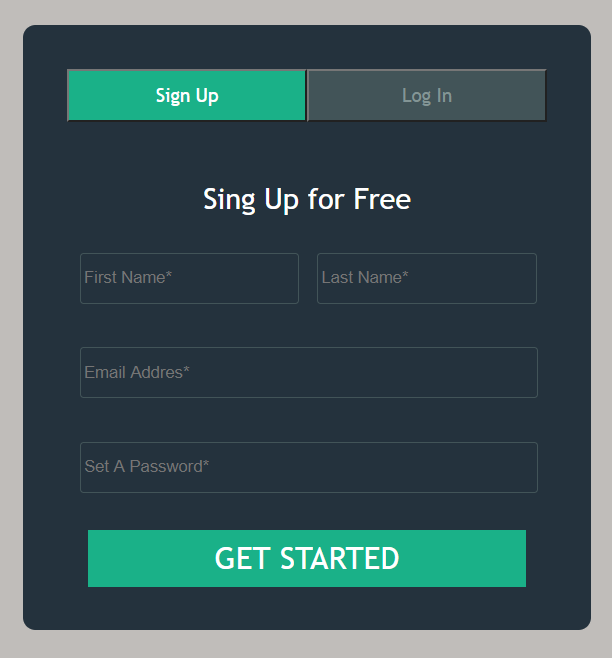 Sign Up Log In
Sing Up for Free
First Name* Last Name*
Email Addres*
Set A Password*
GET STARTED